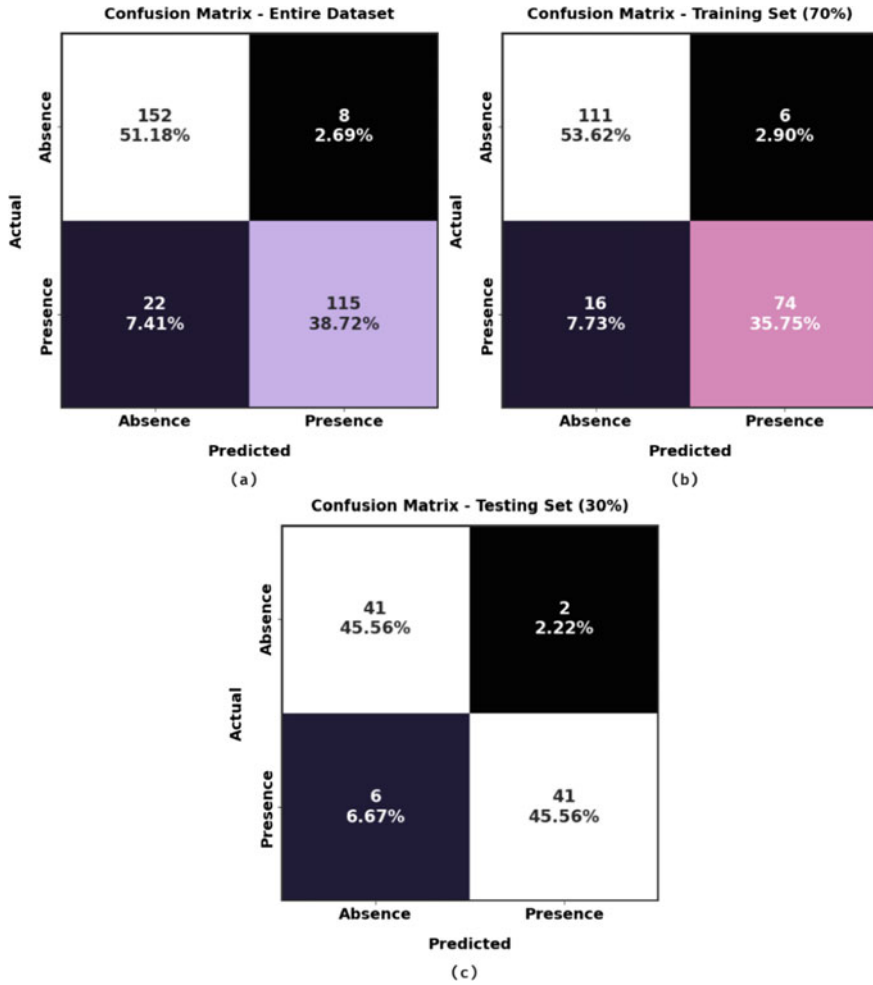 Confusion Matrix - Entire Dataset
Actual
Absence
Presence
152
51.18%
8
2.69%
22
7.41%
115
38.72%
Absence
Presence
Predicted
(a)
Confusion Matrix - Training Set (70%)
Actual
Absence
Presence
111
53.62%
6
2.90%
16
7.73%
74
35.75%
Absence
Presence
Predicted
(b)
Confusion Matrix - Testing Set (30%)
Actual
Absence
Presence
41
45.56%
2
2.22%
6
6.67%
41
45.56%
Absence
Presence
Predicted
(c)